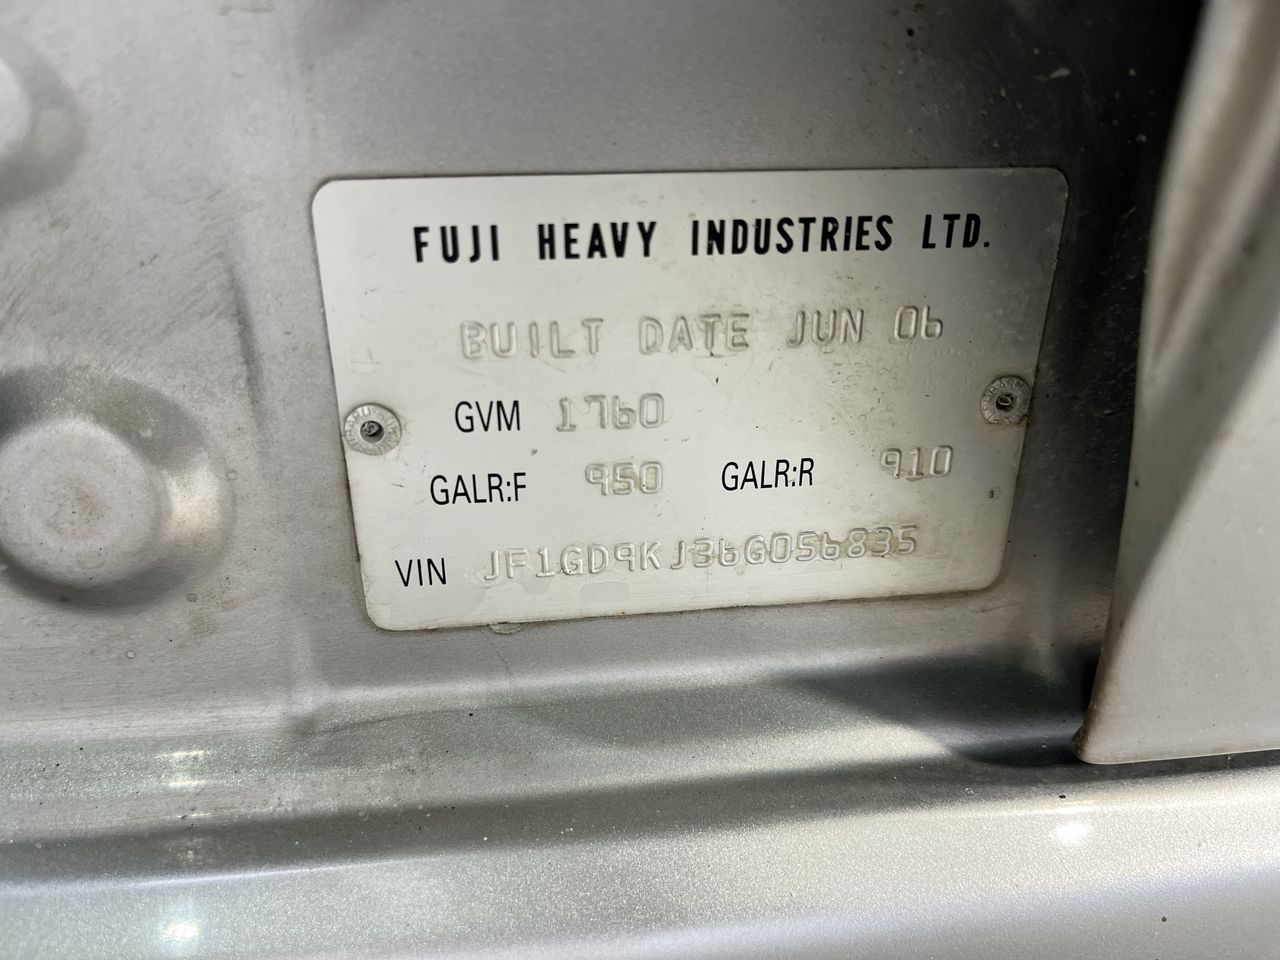 FUJI HEAVY INDUSTRIES LTD.
BUILT DATE JUN 06
GVM 1760
GALR:F 950 GALR:R 910
VIN JF1GD9KJ36G056835